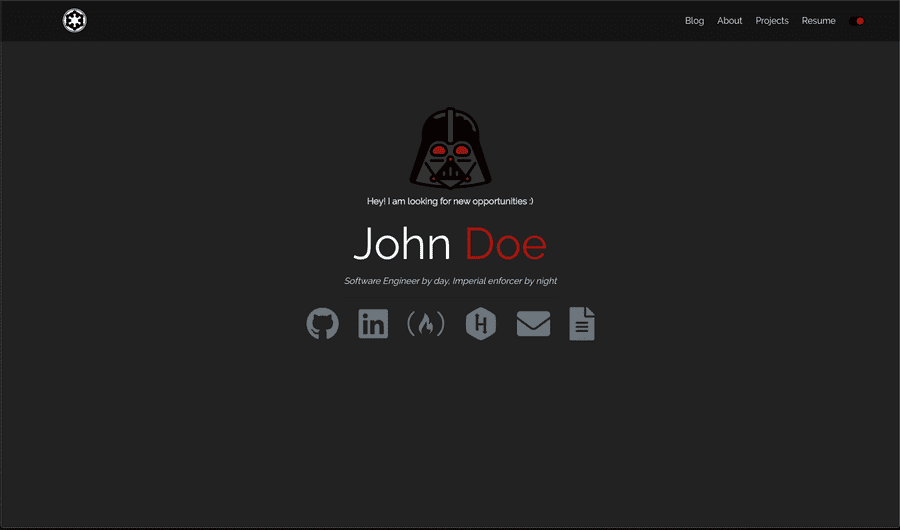 Blog About Projects Resume
Hey! I am looking for new opportunities :)
John Doe
Software Engineer by day, Imperial enforcer by night